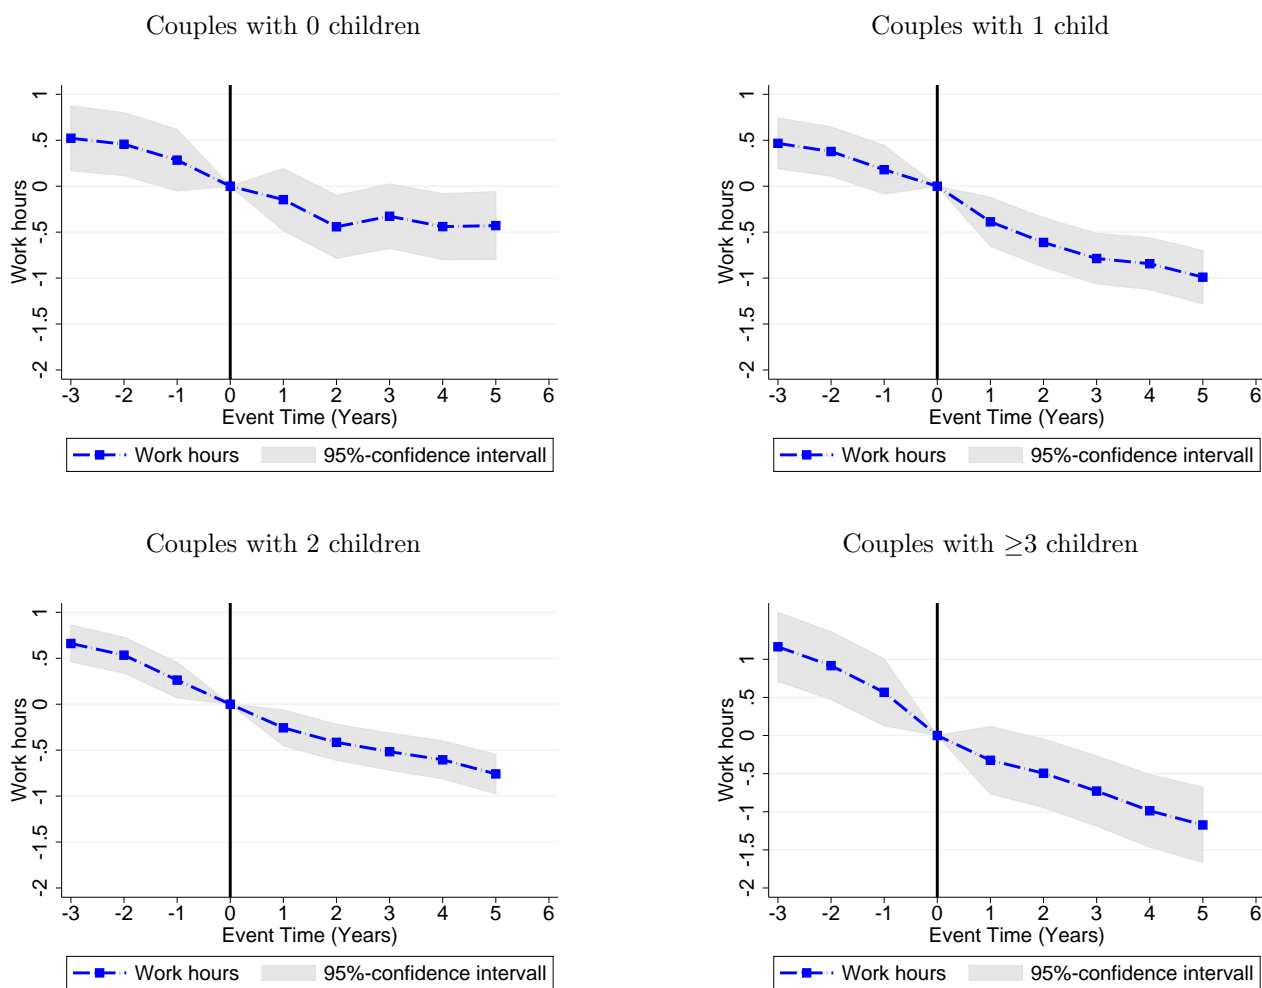 Couples with 0 children
1
.5
0
-.5
-1
-1.5
-2
Work hours
-3 -2 -1 0 1 2 3 4 5 6
Event Time (Years)
Work hours 95%-confidence intervall
Couples with 1 child
1
.5
0
-.5
-1
-1.5
-2
Work hours
-3 -2 -1 0 1 2 3 4 5 6
Event Time (Years)
Work hours 95%-confidence intervall
Couples with 2 children
1
.5
0
-.5
-1
-1.5
-2
Work hours
-3 -2 -1 0 1 2 3 4 5 6
Event Time (Years)
Work hours 95%-confidence intervall
Couples with ≥3 children
1
.5
0
-.5
-1
-1.5
-2
Work hours
-3 -2 -1 0 1 2 3 4 5 6
Event Time (Years)
Work hours 95%-confidence intervall